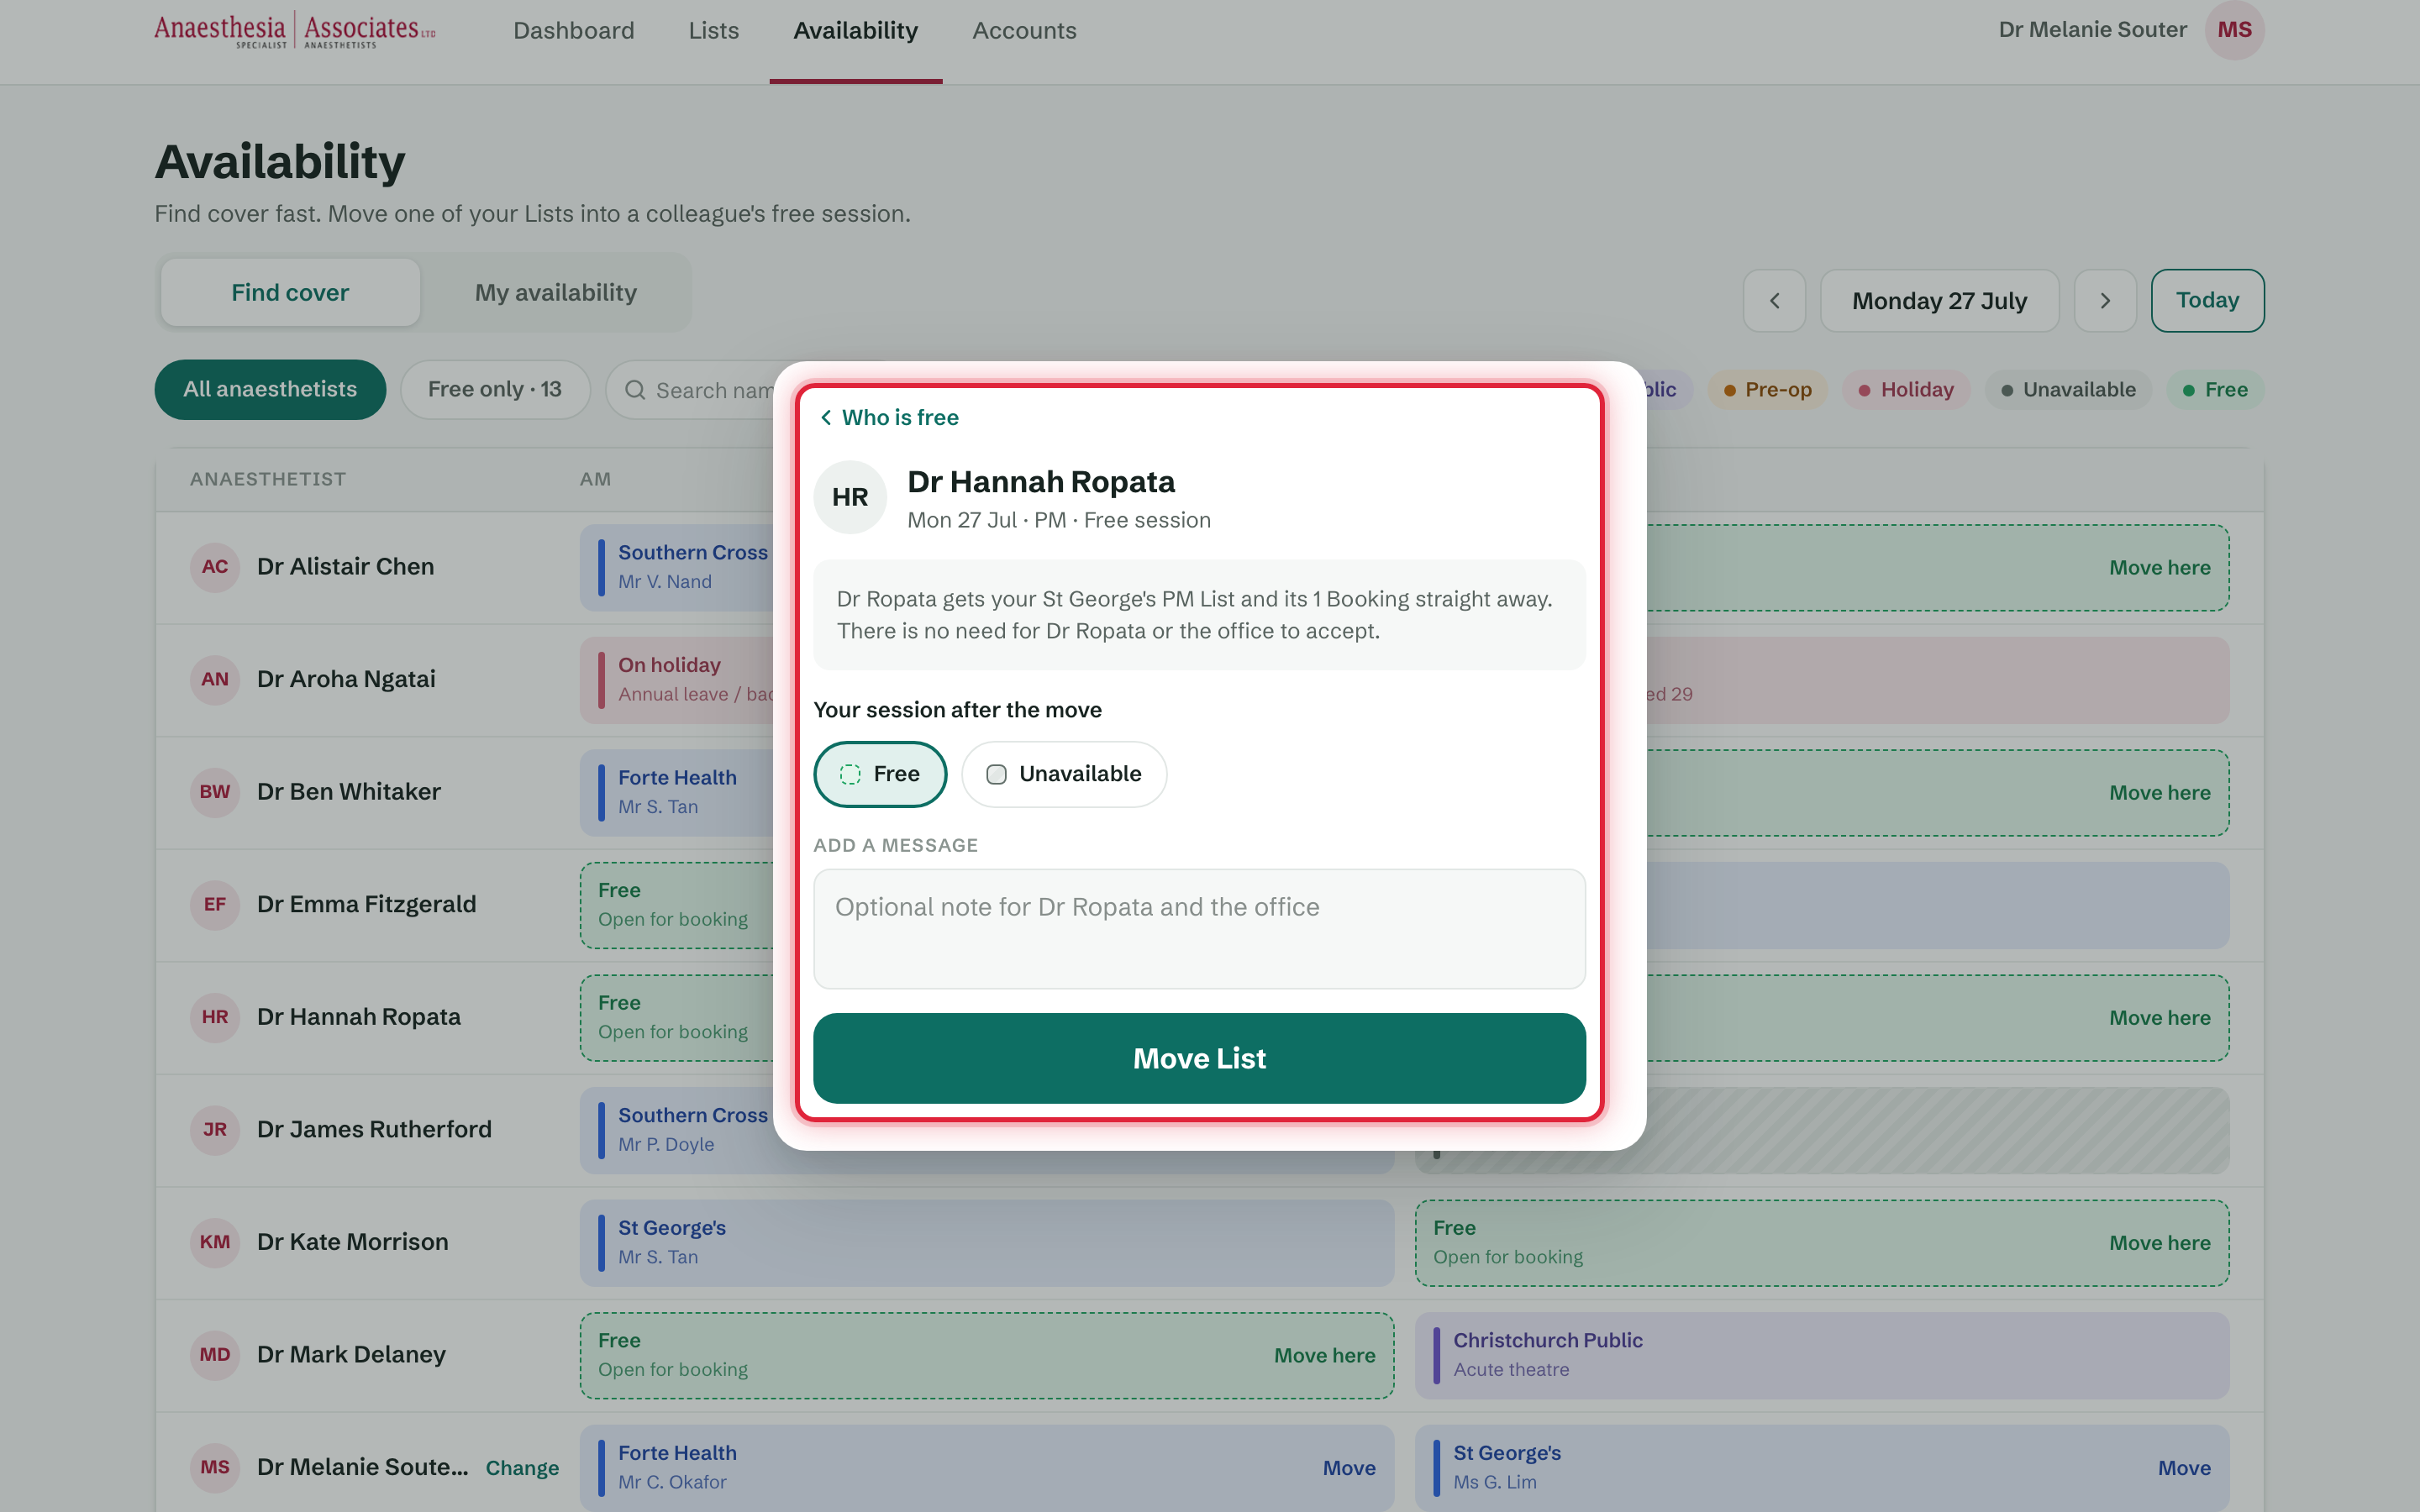 Anaesthesia Associates LTD
SPECIALIST ANAESTHETISTS
Dashboard
Lists
Availability
Accounts
Dr Melanie Souter
MS
Availability
Find cover fast. Move one of your Lists into a colleague's free session.
Find cover
My availability
Monday 27 July
Today
All anaesthetists
Free only · 13
Search nam
blic
Pre-op
Holiday
Unavailable
Free
ANAESTHETIST
AM
AC
Dr Alistair Chen
Southern Cross
Mr V. Nand
Move here
AN
Dr Aroha Ngatai
On holiday
Annual leave / bac
ed 29
BW
Dr Ben Whitaker
Forte Health
Mr S. Tan
Move here
EF
Dr Emma Fitzgerald
Free
Open for booking
HR
Dr Hannah Ropata
Free
Open for booking
Move here
JR
Dr James Rutherford
Southern Cross
Mr P. Doyle
KM
Dr Kate Morrison
St George's
Mr S. Tan
Free
Open for booking
Move here
MD
Dr Mark Delaney
Free
Open for booking
Move here
Christchurch Public
Acute theatre
MS
Dr Melanie Soute...
Change
Forte Health
Mr C. Okafor
Move
St George's
Ms G. Lim
Move
Who is free
HR
Dr Hannah Ropata
Mon 27 Jul · PM · Free session
Dr Ropata gets your St George's PM List and its 1 Booking straight away.
There is no need for Dr Ropata or the office to accept.
Your session after the move
Free
Unavailable
ADD A MESSAGE
Optional note for Dr Ropata and the office
Move List